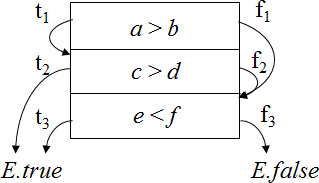 t1 a > b f1
t2 c > d f2
t3 e < f f3
E.true E.false